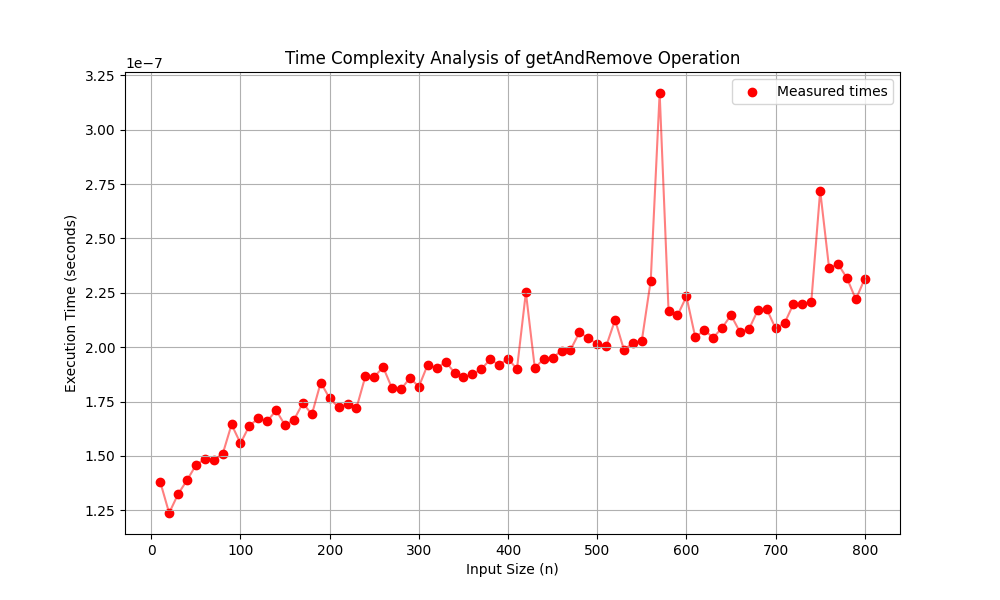 Time Complexity Analysis of getAndRemove Operation
1e−7
Measured times
3.25
3.00
2.75
2.50
2.25
2.00
1.75
1.50
1.25
Execution Time (seconds)
0 100 200 300 400 500 600 700 800
Input Size (n)